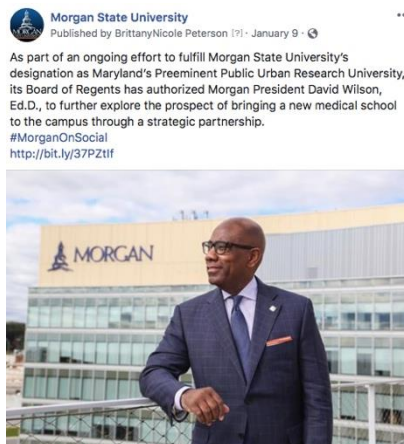 Morgan State University
Published by BrittanyNicole Peterson [?] · January 9 ·
As part of an ongoing effort to fulfill Morgan State University's
designation as Maryland's Preeminent Public Urban Research University,
its Board of Regents has authorized Morgan President David Wilson,
Ed.D., to further explore the prospect of bringing a new medical school
to the campus through a strategic partnership.
#MorganOnSocial
http://bit.ly/37PZtIf
MORGAN